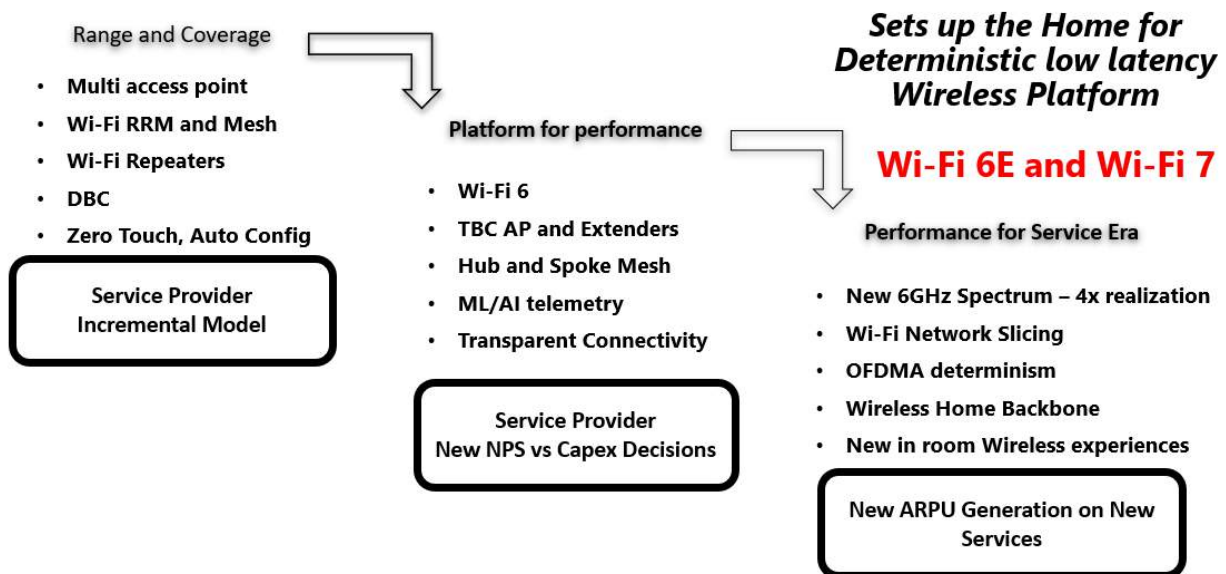 Range and Coverage
• Multi access point
• Wi-Fi RRM and Mesh
• Wi-Fi Repeaters
• DBC
• Zero Touch, Auto Config
Service Provider
Incremental Model
Platform for performance
• Wi-Fi 6
• TBC AP and Extenders
• Hub and Spoke Mesh
• ML/AI telemetry
• Transparent Connectivity
Service Provider
New NPS vs Capex Decisions
Sets up the Home for
Deterministic low latency
Wireless Platform
Wi-Fi 6E and Wi-Fi 7
Performance for Service Era
• New 6GHz Spectrum – 4x realization
• Wi-Fi Network Slicing
• OFDMA determinism
• Wireless Home Backbone
• New in room Wireless experiences
New ARPU Generation on New
Services